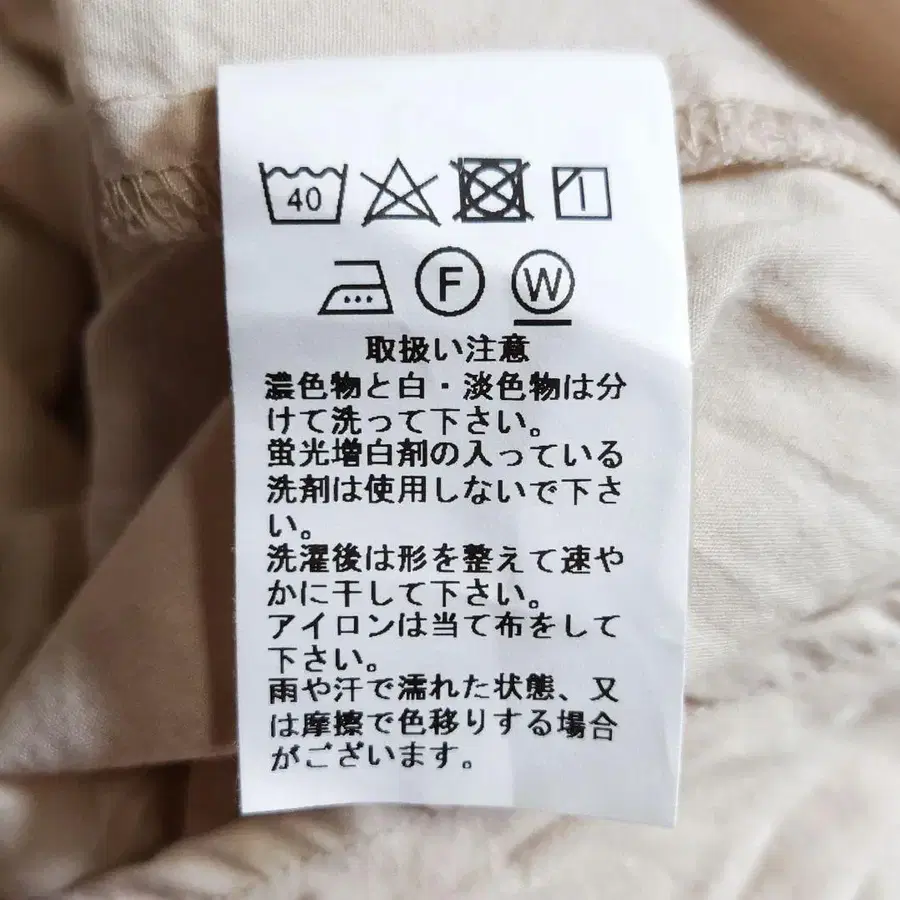 40
F W
取扱い注意
濃色物と白・淡色物は分
けて洗って下さい。
蛍光増白剤の入っている
洗剤は使用しないで下さ
い。
洗濯後は形を整えて速や
かに干して下さい。
アイロンは当て布をして
下さい。
雨や汗で濡れた状態、又
は摩擦で色移りする場合
がございます。